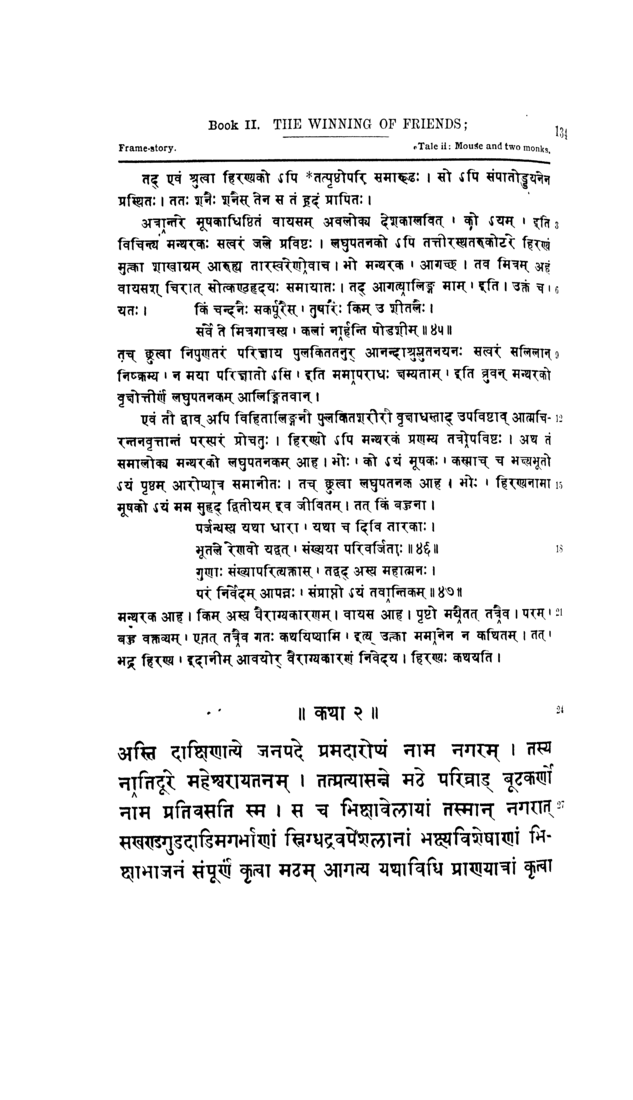 Book II. THE WINNING OF FRIENDS; 134
Frame-story. Tale ii: Mouse and two monks.
तद् एवं श्रुत्वा हिरण्यको ऽपि *तत्पृष्ठोपरि समारूढः । सो ऽपि संपातोड्डयनेन
प्रस्थितः । ततः शनैः शनैस् तेन स तं ह्रदं प्रापितः ।
अत्रान्तरे मूषकाधिष्ठितं वायसम् अवलोक्य देशकालवित् । को ऽयम् । इति 3
विचिन्त्य मन्थरकः सत्वरं जले प्रविष्टः । लघुपतनको ऽपि तत्तीरस्थतरुकोटरे हिरण्यं
मुक्त्वा शाखाग्रम् आरुह्य तारस्वरेणोवाच । भो मन्थरक । आगच्छ । तव मित्रम् अहं
वायसश् चिरात् सोत्कण्ठहृदयः समायातः । तद् आगत्यालिङ्ग माम् । इति । उक्तं च । 6
यतः । किं चन्दनैः सकर्पूरैस् । तुषारैः किम् उ शीतलैः ।
सर्वे ते मित्रगात्रस्य । कलां नार्हन्ति षोडशीम् ॥ ४५ ॥
तच् छ्रुत्वा निपुणतरं परिज्ञाय पुलकिततनुर् आनन्दाश्रुप्लुतनयनः सत्वरं सलिलान् 9
निष्क्रम्य । न मया परिज्ञातो ऽसि । इति ममापराधः क्षम्यताम् । इति ब्रुवन् मन्थरको
वृक्षोत्तीर्णं लघुपतनकम् आलिङ्गितवान् ।
एवं तौ द्वाव् अपि विहितालिङ्गनौ पुलकितशरीरौ वृक्षाधस्ताद् उपविष्टाव् आत्मचि- 12
रन्तनवृत्तान्तं परस्परं प्रोचतुः । हिरण्यो ऽपि मन्थरकं प्रणम्य तत्रोपविष्टः । अथ तं
समालोक्य मन्थरको लघुपतनकम् आह । भोः । को ऽयं मूषकः । कस्माच् च भक्ष्यभूतो
ऽयं पृष्ठम् आरोप्यात्र समानीतः । तच् छ्रुत्वा लघुपतनक आह । भोः । हिरण्यनामा 15
मूषको ऽयं मम सुहृद् द्वितीयम् इव जीवितम् । तत् किं बहुना ।
पर्जन्यस्य यथा धारा । यथा च दिवि तारकाः ।
भूतले रेणवो यद्वत् । संख्यया परिवर्जिताः ॥ ४६ ॥ 18
गुणाः संख्यापरित्यक्तास् । तद्वद् अस्य महात्मनः ।
परं निर्वेदम् आपन्नः । संप्राप्तो ऽयं तवान्तिकम् ॥ ४७ ॥
मन्थरक आह । किम् अस्य वैराग्यकारणम् । वायस आह । पृष्टो मयैतत् तत्रैव । परम् । 21
बहु वक्तव्यम् । एतत् तत्रैव गतः कथयिष्यामि । इत्य् उक्त्वा ममानेन न कथितम् । तत् ।
भद्र हिरण्य । इदानीम् आवयोर् वैराग्यकारणं निवेदय । हिरण्यः कथयति ।
॥ कथा २ ॥ 24
अस्ति दाक्षिणात्ये जनपदे प्रमदारोप्यं नाम नगरम् । तस्य
नातिदूरे महेश्वरायतनम् । तत्प्रत्यासन्ने मठे परिव्राड् बूटकर्णो
नाम प्रतिवसति स्म । स च भिक्षावेलायां तस्मान् नगरात् 27
सखण्डगुडदाडिमगर्भाणां स्निग्धद्रवपेशलानां भक्ष्यविशेषाणां भि-
क्षाभाजनं संपूर्णं कृत्वा मठम् आगत्य यथाविधि प्राणयात्रां कृत्वा